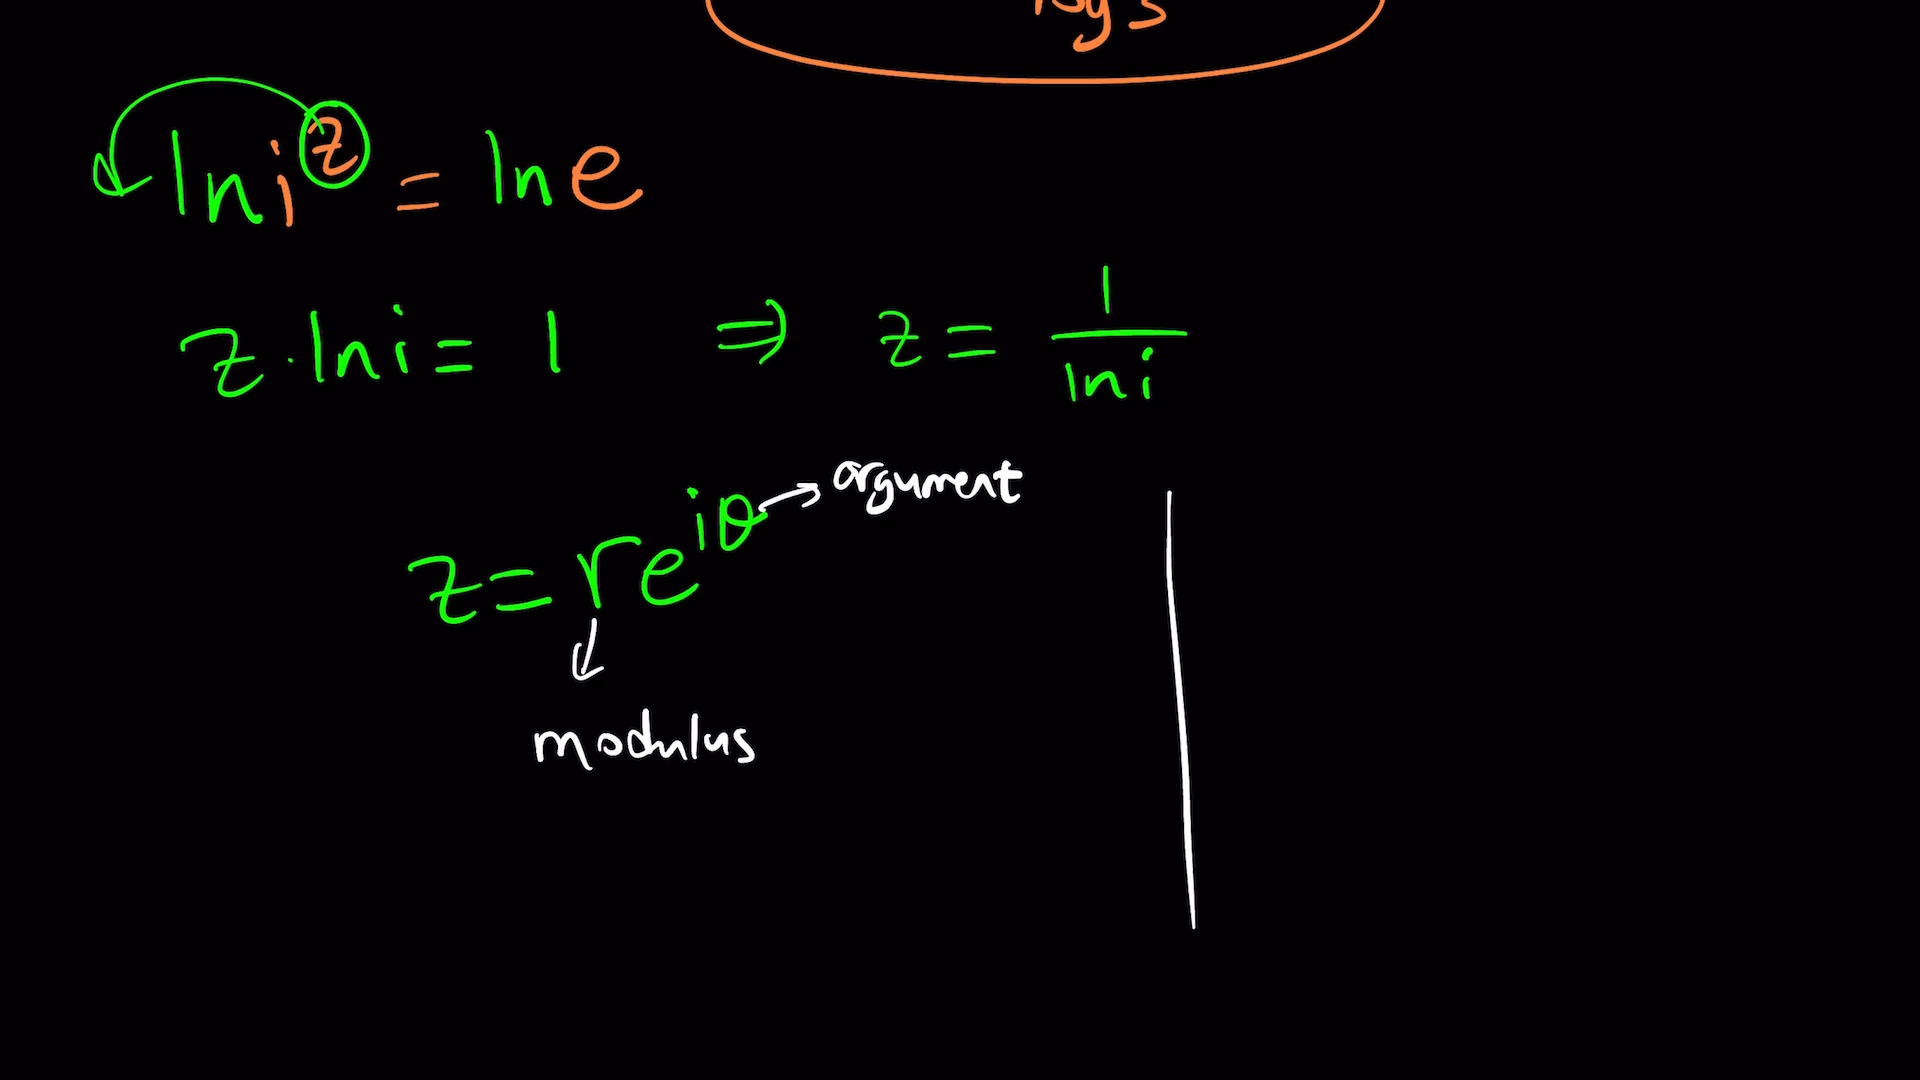 ln i^z = ln e
z · ln i = 1 ⇒ z = 1/ln i
z = re^iθ → argument
modulus